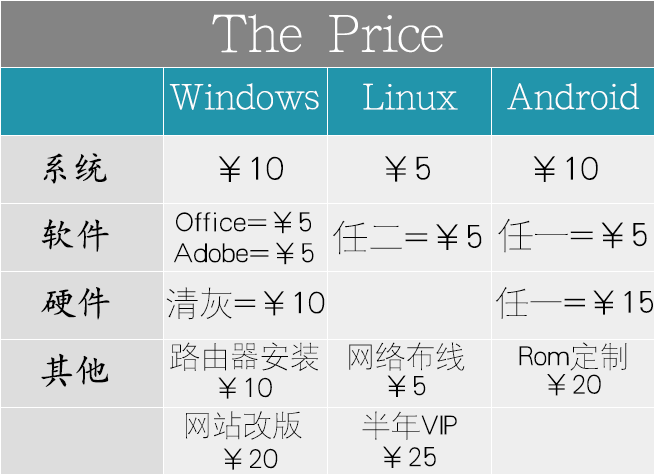 The Price
Windows Linux Android
系统 ￥10 ￥5 ￥10
软件 Office=￥5 任二=￥5 任一=￥5
Adobe=￥5
硬件 清灰=￥10 任一=￥15
其他 路由器安装 网络布线 Rom定制
￥10 ￥5 ￥20
网站改版 半年VIP
￥20 ￥25